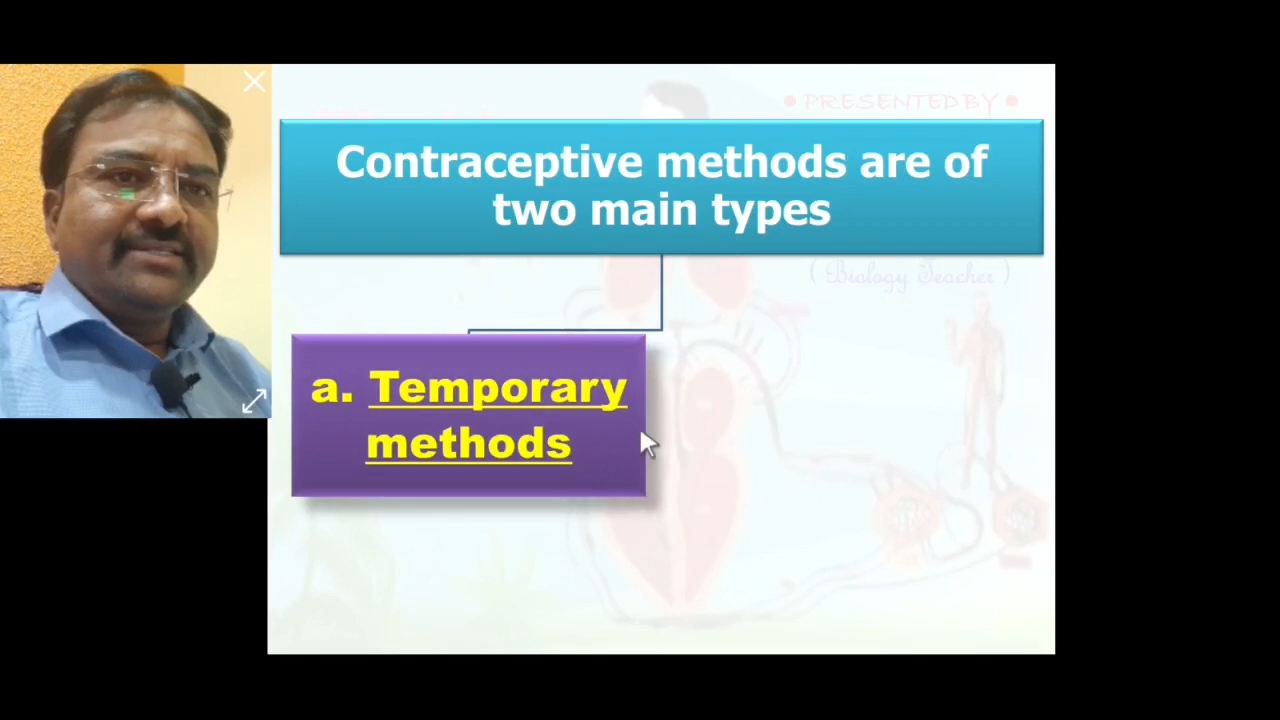 • PRESENTED BY •
Contraceptive methods are of
two main types
( Biology Teacher )
a. Temporary
methods